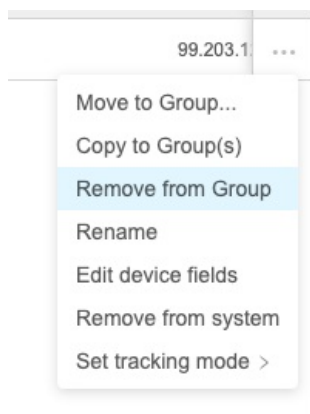 99.203.1
...
Move to Group...
Copy to Group(s)
Remove from Group
Rename
Edit device fields
Remove from system
Set tracking mode >